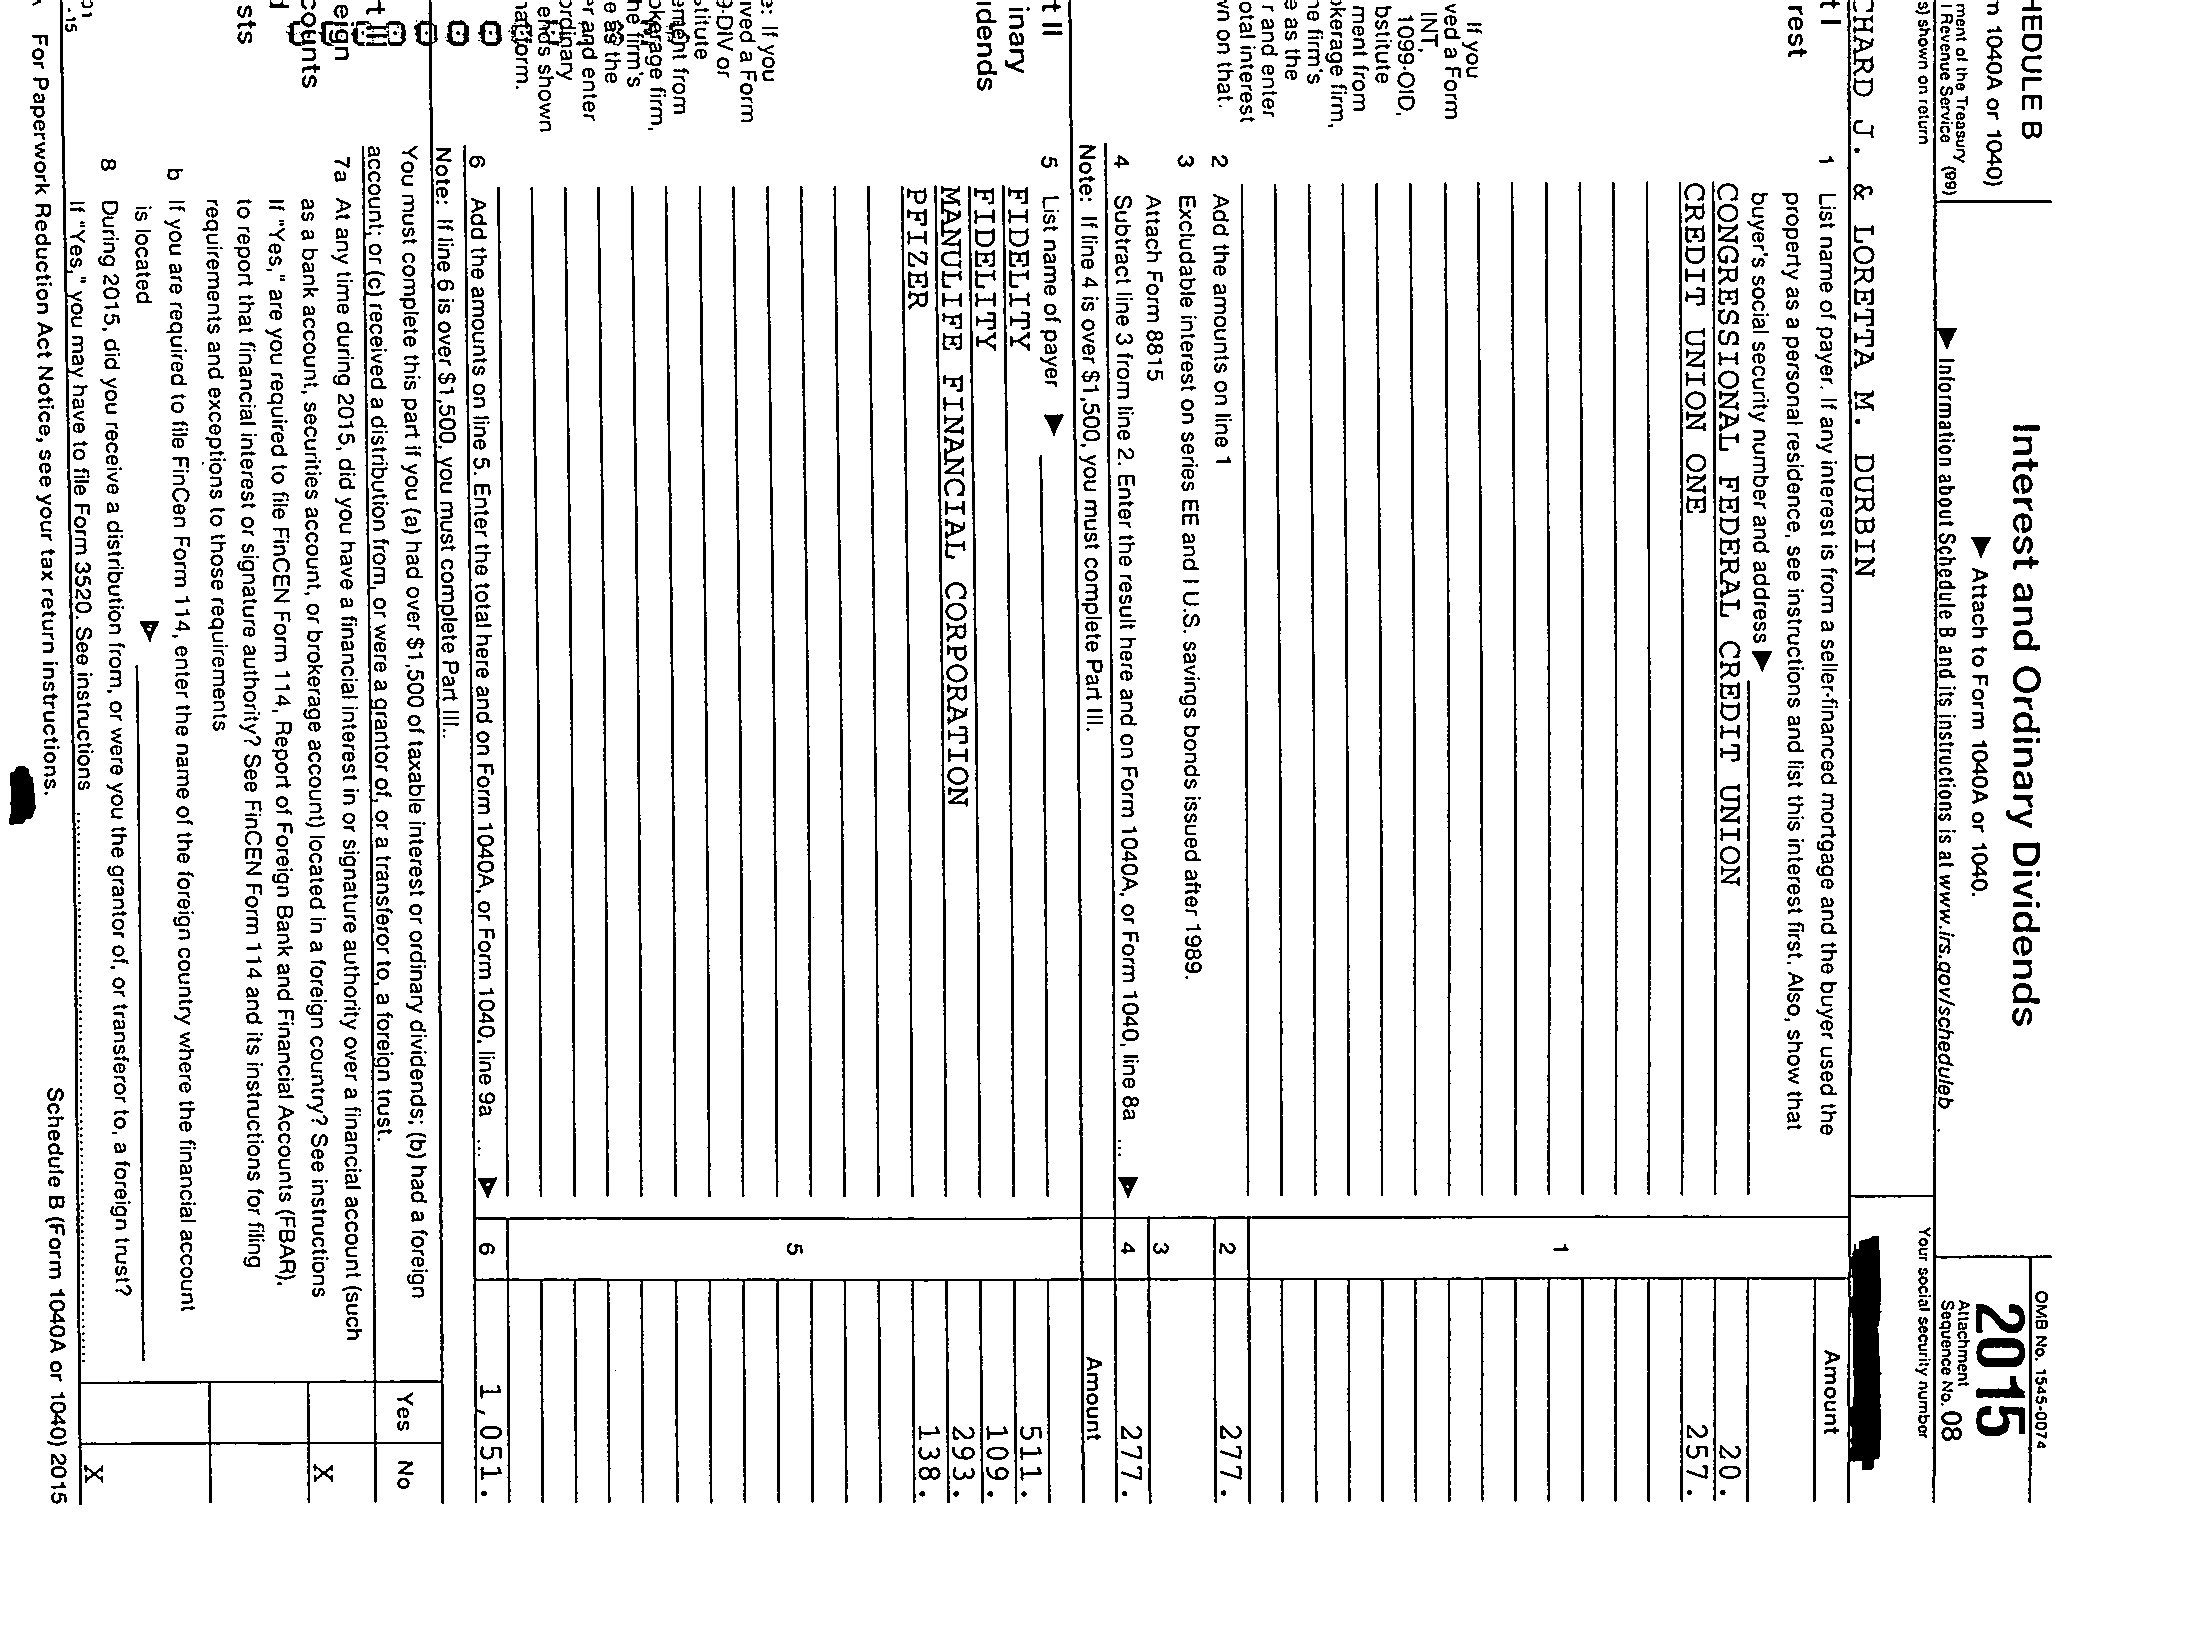 HEDULE B
m 1040A or 1040)
ment of the Treasury
l Revenue Service (99)
s) shown on return
Interest and Ordinary Dividends
► Attach to Form 1040A or 1040.
► Information about Schedule B and its instructions is at www.irs.gov/scheduleb.
OMB No. 1545-0074
2015
Attachment
Sequence No. 08
Your social security number
CHARD J. & LORETTA M. DURBIN
t I
rest
1 List name of payer. If any interest is from a seller-financed mortgage and the buyer used the
property as a personal residence, see instructions and list this interest first. Also, show that
buyer's social security number and address ►
Amount
CONGRESSIONAL FEDERAL CREDIT UNION 20.
CREDIT UNION ONE 257.
1
If you
ved a Form
INT,
1099-OID,
bstitute
ment from
kerage firm,
ne firm's
e as the
r and enter
otal interest
vn on that.
2 Add the amounts on line 1 2 277.
3 Excludable interest on series EE and I U.S. savings bonds issued after 1989.
Attach Form 8815 3
4 Subtract line 3 from line 2. Enter the result here and on Form 1040A, or Form 1040, line 8a ... ► 4 277.
Note: If line 4 is over $1,500, you must complete Part III. Amount
t II
inary
idends
5 List name of payer ►
FIDELITY 511.
FIDELITY 109.
MANULIFE FINANCIAL CORPORATION 293.
PFIZER 138.
5
e: If you
ived a Form
9-DIV or
stitute
ement from
okerage firm,
he firm's
e as the
er and enter
ordinary
ends shown
hat form.
6 Add the amounts on line 5. Enter the total here and on Form 1040A, or Form 1040, line 9a ... ► 6 1,051.
Note: If line 6 is over $1,500, you must complete Part III.
You must complete this part if you (a) had over $1,500 of taxable interest or ordinary dividends; (b) had a foreign
account; or (c) received a distribution from, or were a grantor of, or a transferor to, a foreign trust.
Yes No
t III
eign
counts
d
sts
7a At any time during 2015, did you have a financial interest in or signature authority over a financial account (such
as a bank account, securities account, or brokerage account) located in a foreign country? See instructions X
If "Yes," are you required to file FinCEN Form 114, Report of Foreign Bank and Financial Accounts (FBAR),
to report that financial interest or signature authority? See FinCEN Form 114 and its instructions for filing
requirements and exceptions to those requirements
b If you are required to file FinCen Form 114, enter the name of the foreign country where the financial account
is located ►
8 During 2015, did you receive a distribution from, or were you the grantor of, or transferor to, a foreign trust?
If "Yes," you may have to file Form 3520. See instructions X
-15
For Paperwork Reduction Act Notice, see your tax return instructions.
Schedule B (Form 1040A or 1040) 2015